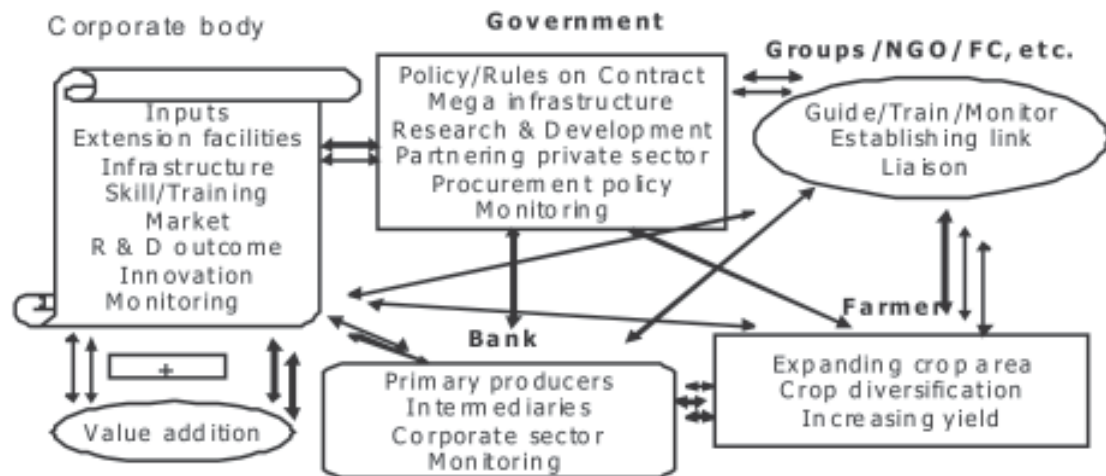 Corporate body
Inputs
Extension facilities
Infrastructure
Skill/Training
Market
R & D outcome
Innovation
Monitoring
+
Value addition
Government
Policy/Rules on Contract
Mega infrastructure
Research & Development
Partnering private sector
Procurement policy
Monitoring
Groups/NGO/FC, etc.
Guide/Train/Monitor
Establishing link
Liaison
Bank
Primary producers
Intermediaries
Corporate sector
Monitoring
Farmer
Expanding crop area
Crop diversification
Increasing yield